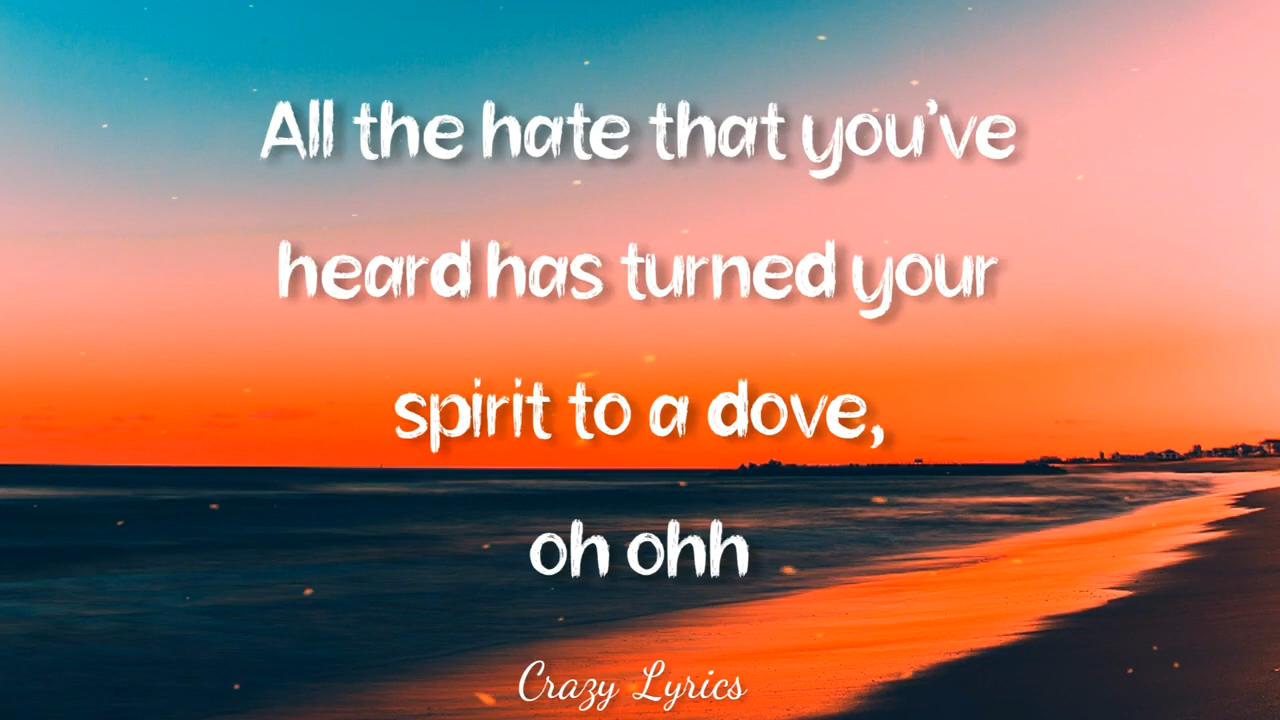 All the hate that you've
heard has turned your
spirit to a dove,
oh ohh
Crazy Lyrics